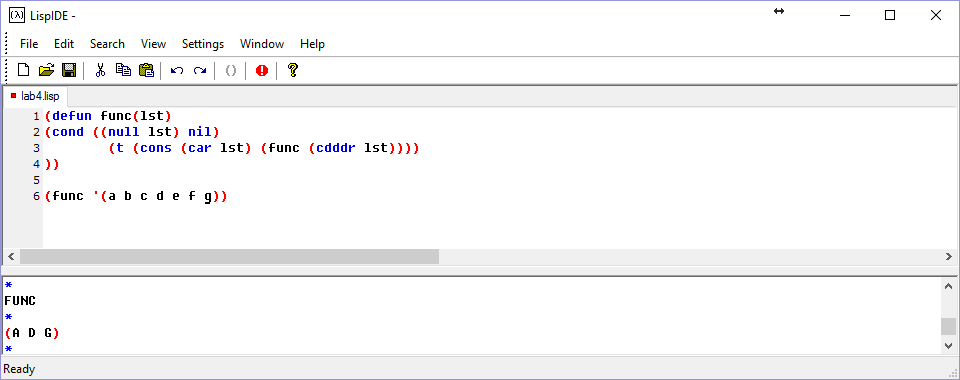 LispIDE -
File Edit Search View Settings Window Help
lab4.lisp
1 (defun func(lst)
2 (cond ((null lst) nil)
3         (t (cons (car lst) (func (cdddr lst))))
4 ))
5
6 (func '(a b c d e f g))
*
FUNC
*
(A D G)
*
Ready